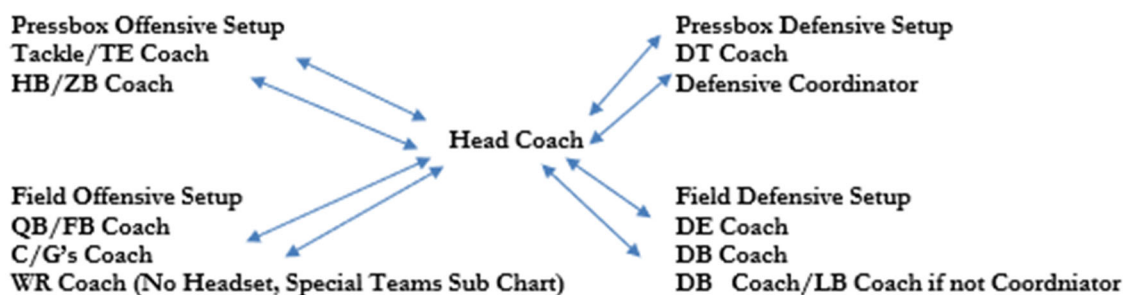 Pressbox Offensive Setup
Tackle/TE Coach
HB/ZB Coach
Pressbox Defensive Setup
DT Coach
Defensive Coordinator
Head Coach
Field Offensive Setup
QB/FB Coach
C/G's Coach
WR Coach (No Headset, Special Teams Sub Chart)
Field Defensive Setup
DE Coach
DB Coach
DB Coach/LB Coach if not Coordniator